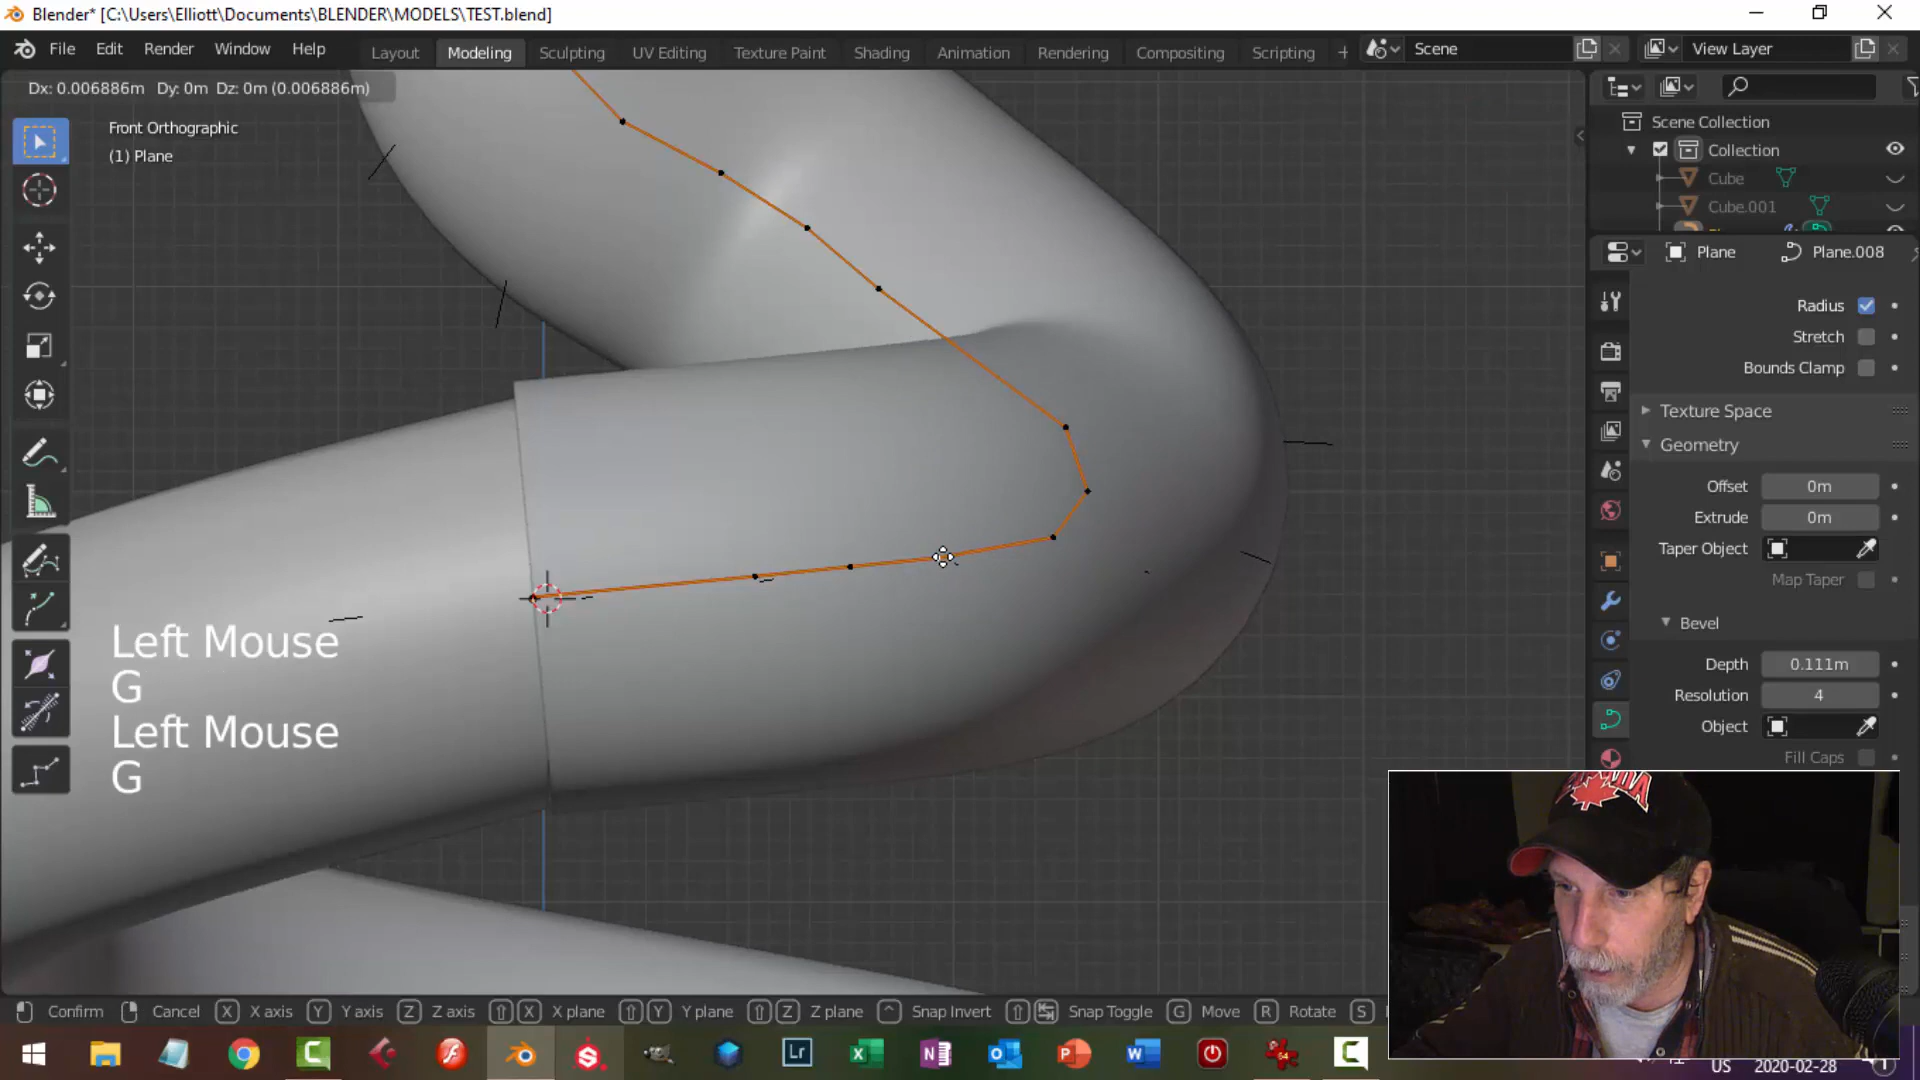 Blender* [C:\Users\Elliott\Documents\BLENDER\MODELS\TEST.blend]
File Edit Render Window Help Layout Modeling Sculpting UV Editing Texture Paint Shading Animation Rendering Compositing Scripting + Scene View Layer
Dx: 0.006886m Dy: 0m Dz: 0m (0.006886m)
Front Orthographic
(1) Plane
Scene Collection
Collection
Cube
Cube.001
Plane Plane.008
Radius
Stretch
Bounds Clamp
Texture Space
Geometry
Offset 0m
Extrude 0m
Taper Object
Map Taper
Bevel
Depth 0.111m
Resolution 4
Object
Fill Caps
Left Mouse
G
Left Mouse
G
CANADA
Confirm Cancel X X axis Y Y axis Z Z axis X X plane Y Y plane Z Z plane ^ Snap Invert Snap Toggle G Move R Rotate S
Lr
64
US 2020-02-28